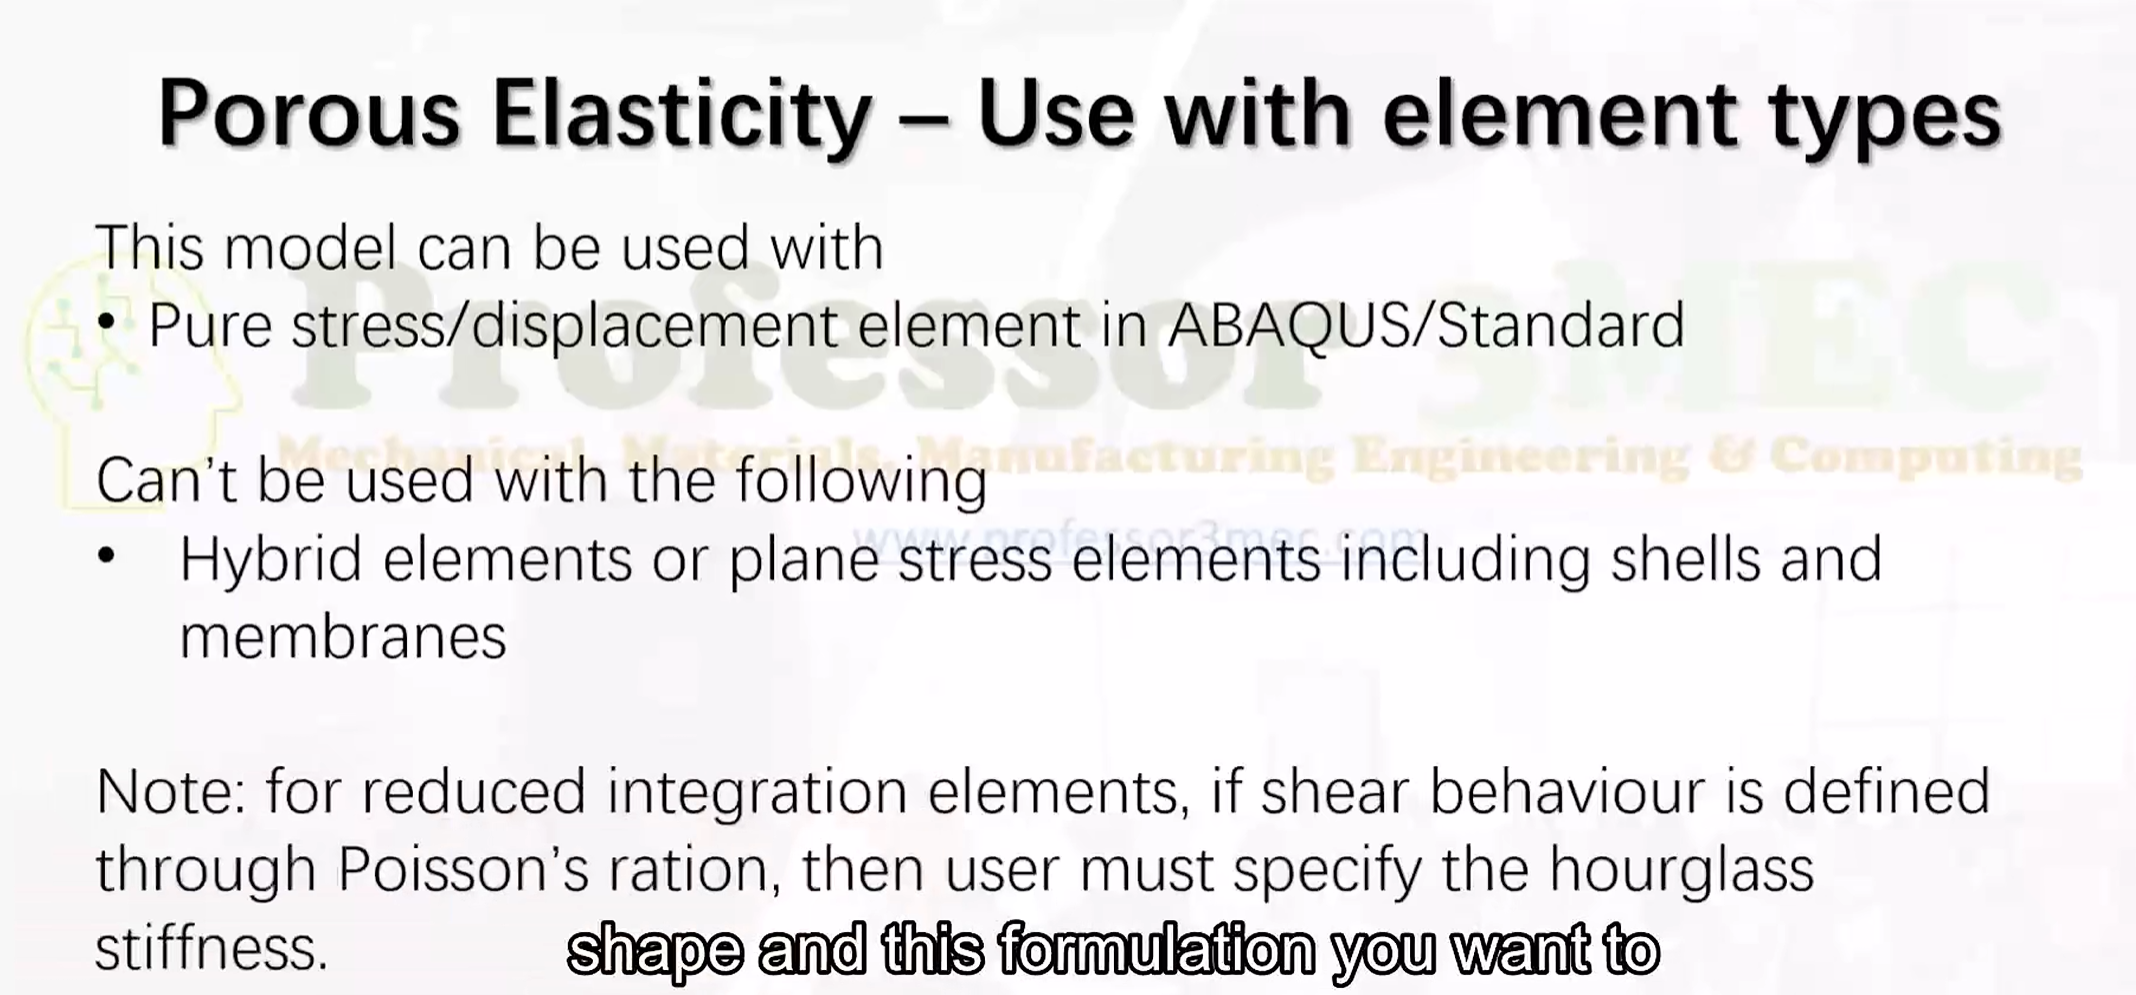 Porous Elasticity – Use with element types
This model can be used with
• Pure stress/displacement element in ABAQUS/Standard
Professor 3MEC
Mechanical, Materials, Manufacturing Engineering & Computing
Can't be used with the following
www.professor3mec.com
• Hybrid elements or plane stress elements including shells and
membranes
Note: for reduced integration elements, if shear behaviour is defined
through Poisson's ration, then user must specify the hourglass
stiffness.
shape and this formulation you want to